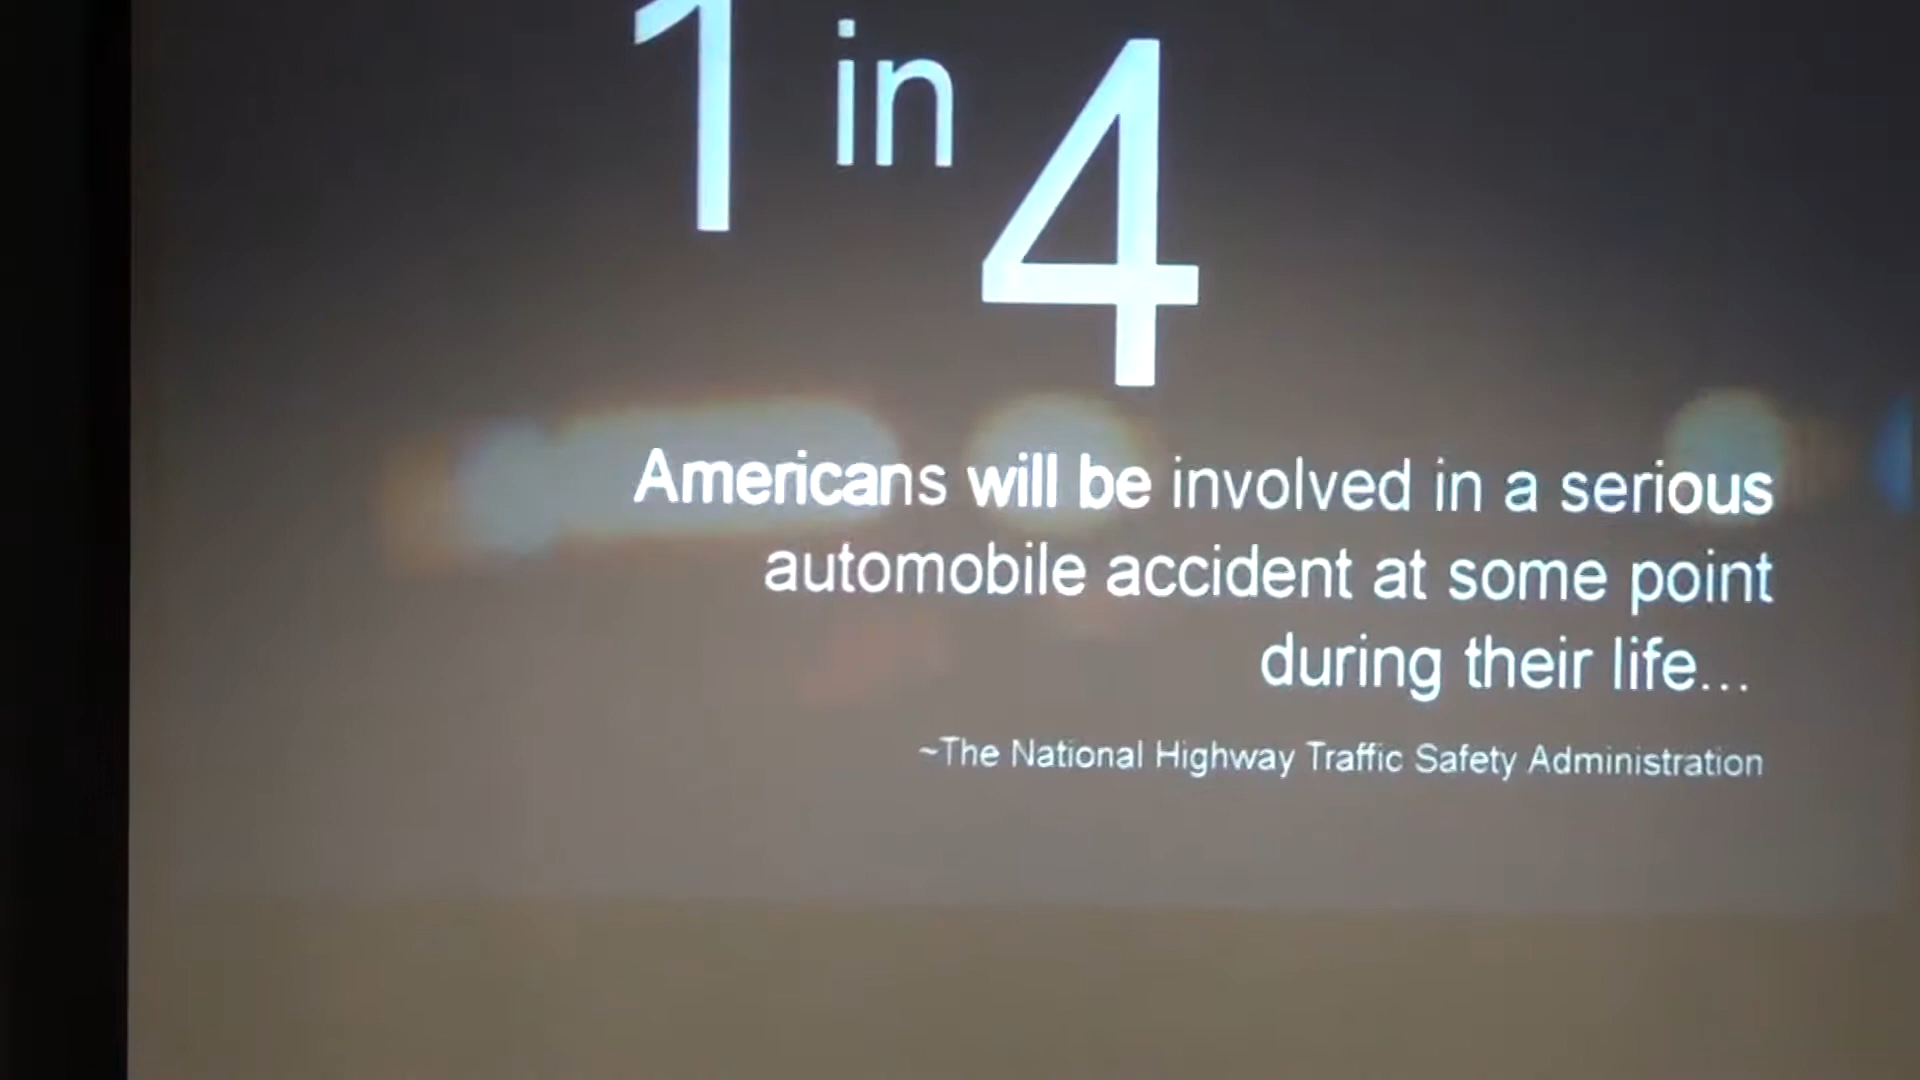 1 in 4
Americans will be involved in a serious
automobile accident at some point
during their life...
~The National Highway Traffic Safety Administration